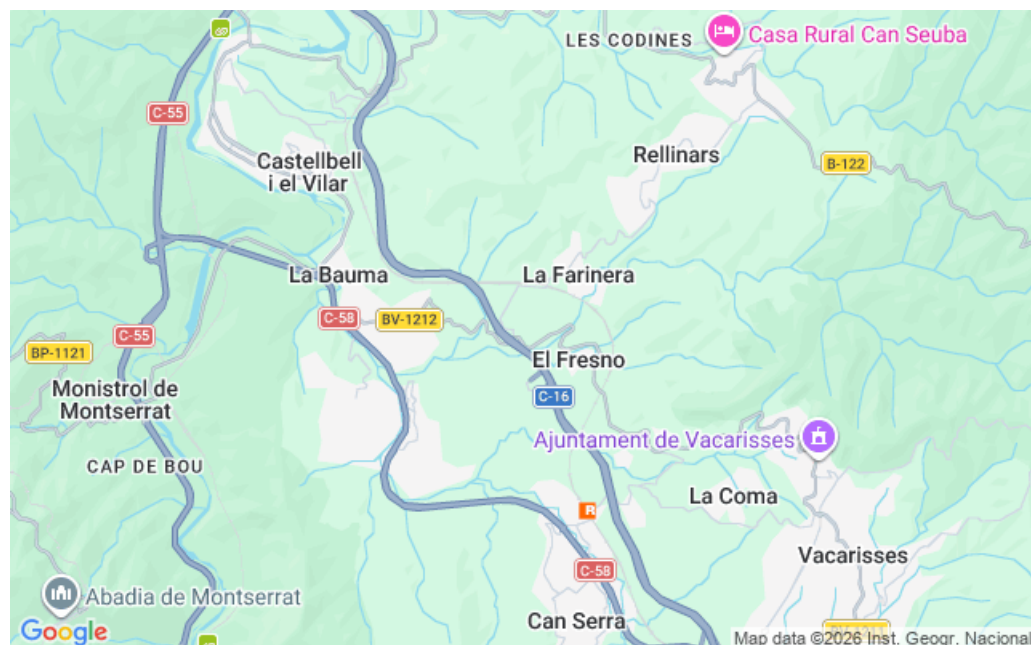 LES CODINES
Casa Rural Can Seuba
C-55
Castellbell
i el Vilar
Rellinars
B-122
La Bauma
La Farinera
C-58
BV-1212
C-55
BP-1121
El Fresno
Monistrol de
Montserrat
C-16
Ajuntament de Vacarisses
CAP DE BOU
La Coma
R
Vacarisses
C-58
Abadia de Montserrat
Can Serra
Google
Map data ©2026 Inst. Geogr. Nacional